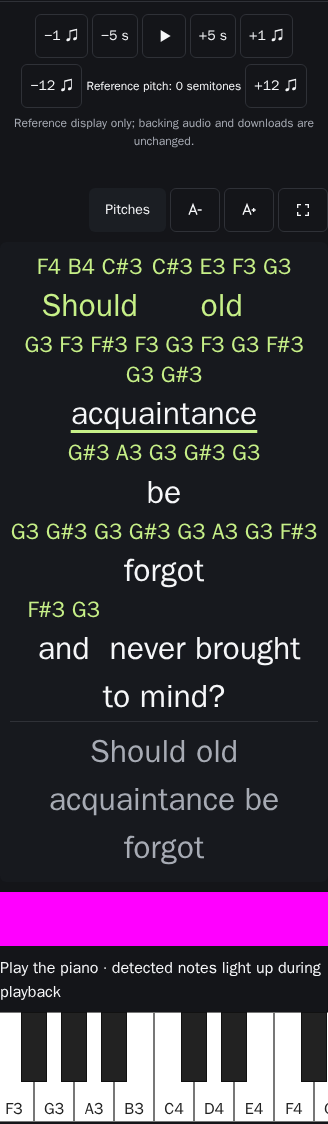 −1 ♫ −5 s ▶ +5 s +1 ♫
−12 ♫ Reference pitch: 0 semitones +12 ♫
Reference display only; backing audio and downloads are
unchanged.
Pitches A- A+
F4 B4 C#3 C#3 E3 F3 G3
Should old
G3 F3 F#3 F3 G3 F3 G3 F#3
G3 G#3
acquaintance
G#3 A3 G3 G#3 G3
be
G3 G#3 G3 G#3 G3 A3 G3 F#3
forgot
F#3 G3
and never brought
to mind?
Should old
acquaintance be
forgot
Play the piano · detected notes light up during
playback
F3 G3 A3 B3 C4 D4 E4 F4